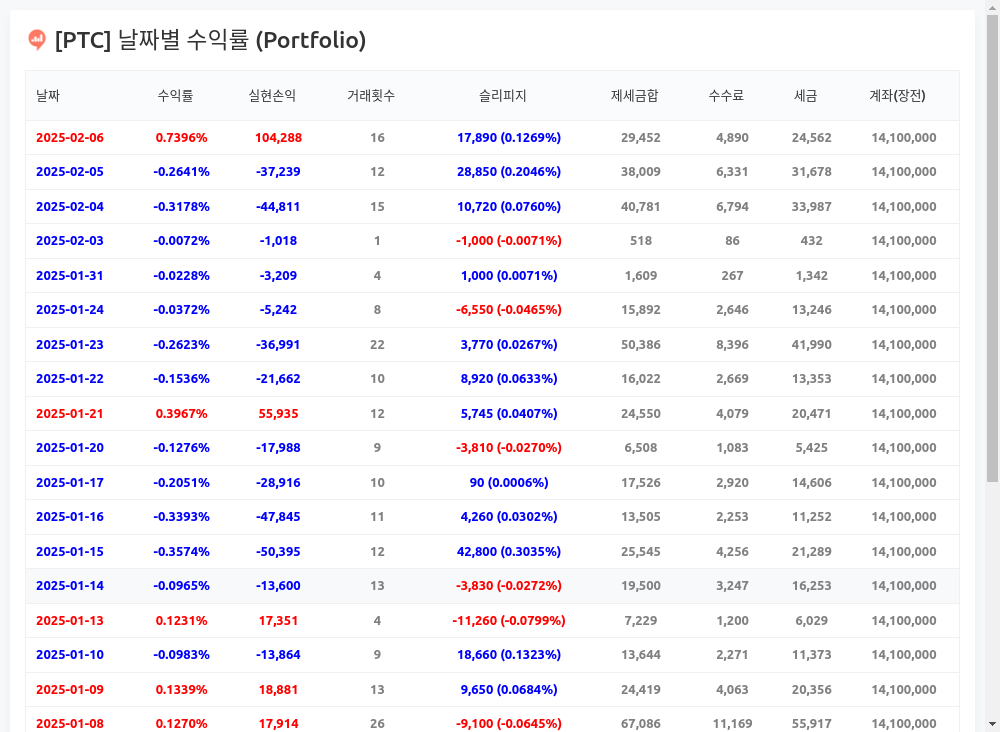 [PTC] 날짜별 수익률 (Portfolio)
날짜 수익률 실현손익 거래횟수 슬리피지 제세금합 수수료 세금 계좌(장전)
2025-02-06 0.7396% 104,288 16 17,890 (0.1269%) 29,452 4,890 24,562 14,100,000
2025-02-05 -0.2641% -37,239 12 28,850 (0.2046%) 38,009 6,331 31,678 14,100,000
2025-02-04 -0.3178% -44,811 15 10,720 (0.0760%) 40,781 6,794 33,987 14,100,000
2025-02-03 -0.0072% -1,018 1 -1,000 (-0.0071%) 518 86 432 14,100,000
2025-01-31 -0.0228% -3,209 4 1,000 (0.0071%) 1,609 267 1,342 14,100,000
2025-01-24 -0.0372% -5,242 8 -6,550 (-0.0465%) 15,892 2,646 13,246 14,100,000
2025-01-23 -0.2623% -36,991 22 3,770 (0.0267%) 50,386 8,396 41,990 14,100,000
2025-01-22 -0.1536% -21,662 10 8,920 (0.0633%) 16,022 2,669 13,353 14,100,000
2025-01-21 0.3967% 55,935 12 5,745 (0.0407%) 24,550 4,079 20,471 14,100,000
2025-01-20 -0.1276% -17,988 9 -3,810 (-0.0270%) 6,508 1,083 5,425 14,100,000
2025-01-17 -0.2051% -28,916 10 90 (0.0006%) 17,526 2,920 14,606 14,100,000
2025-01-16 -0.3393% -47,845 11 4,260 (0.0302%) 13,505 2,253 11,252 14,100,000
2025-01-15 -0.3574% -50,395 12 42,800 (0.3035%) 25,545 4,256 21,289 14,100,000
2025-01-14 -0.0965% -13,600 13 -3,830 (-0.0272%) 19,500 3,247 16,253 14,100,000
2025-01-13 0.1231% 17,351 4 -11,260 (-0.0799%) 7,229 1,200 6,029 14,100,000
2025-01-10 -0.0983% -13,864 9 18,660 (0.1323%) 13,644 2,271 11,373 14,100,000
2025-01-09 0.1339% 18,881 13 9,650 (0.0684%) 24,419 4,063 20,356 14,100,000
2025-01-08 0.1270% 17,914 26 -9,100 (-0.0645%) 67,086 11,169 55,917 14,100,000